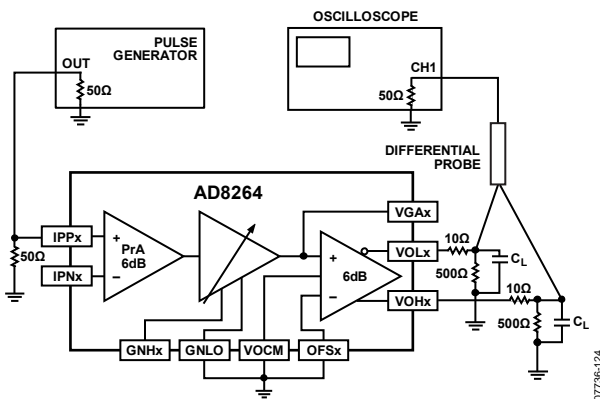 OSCILLOSCOPE
PULSE
GENERATOR
OUT
50Ω
CH1
50Ω
DIFFERENTIAL
PROBE
AD8264
VGAx
IPPx
+
PrA
6dB
–
IPNx
50Ω
+
6dB
–
VOLx
10Ω
500Ω
CL
VOHx
10Ω
500Ω
CL
GNHx
GNLO
VOCM
OFSx
07736-124